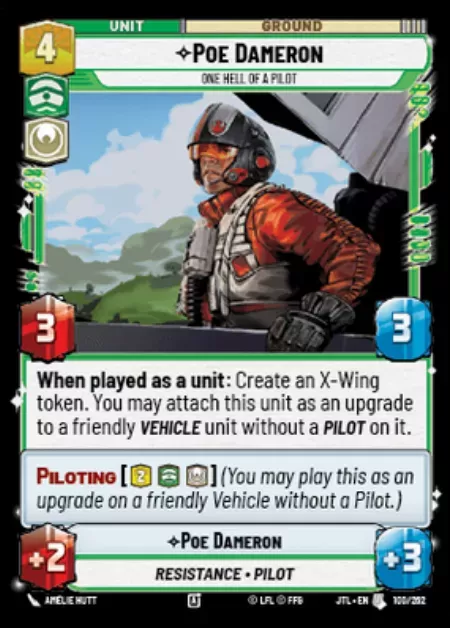 UNIT GROUND
4
POE DAMERON
ONE HELL OF A PILOT
3
3
When played as a unit: Create an X-Wing
token. You may attach this unit as an upgrade
to a friendly VEHICLE unit without a PILOT on it.
PILOTING [2] (You may play this as an
upgrade on a friendly Vehicle without a Pilot.)
+2
POE DAMERON
+3
RESISTANCE • PILOT
AMÉLIE HUTT
A
© LFL © FFG
JTL • EN
100/262